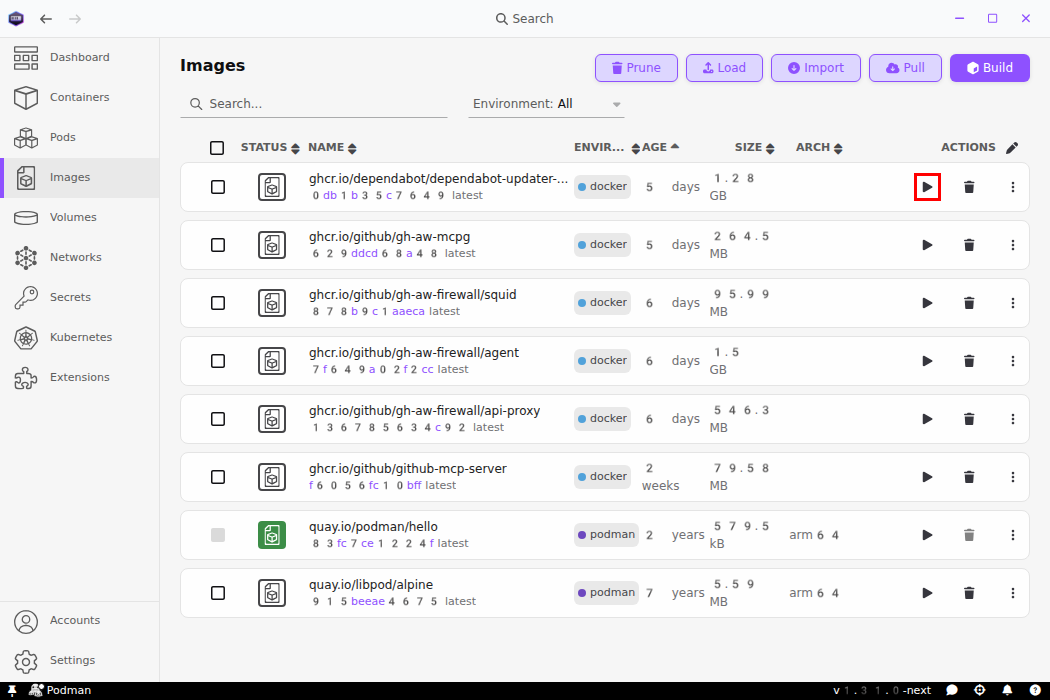 Search
Dashboard
Containers
Pods
Images
Volumes
Networks
Secrets
Kubernetes
Extensions
Accounts
Settings
Images
Prune
Load
Import
Pull
Build
Search...
Environment: All
STATUS NAME ENVIR... AGE SIZE ARCH ACTIONS
ghcr.io/dependabot/dependabot-updater-... docker 5 days 1.28 GB
0db1b35c7649 latest
ghcr.io/github/gh-aw-mcpg docker 5 days 264.5 MB
629ddcd68a48 latest
ghcr.io/github/gh-aw-firewall/squid docker 6 days 95.99 MB
878b9c1aaeca latest
ghcr.io/github/gh-aw-firewall/agent docker 6 days 1.5 GB
7f649a02f2cc latest
ghcr.io/github/gh-aw-firewall/api-proxy docker 6 days 546.3 MB
136785634c92 latest
ghcr.io/github/github-mcp-server docker 2 weeks 79.58 MB
f6056fc10bff latest
quay.io/podman/hello podman 2 years 579.5 kB arm64
83fc7ce1224f latest
quay.io/libpod/alpine podman 7 years 5.59 MB arm64
915beeae4675 latest
Podman
v1.31.0-next